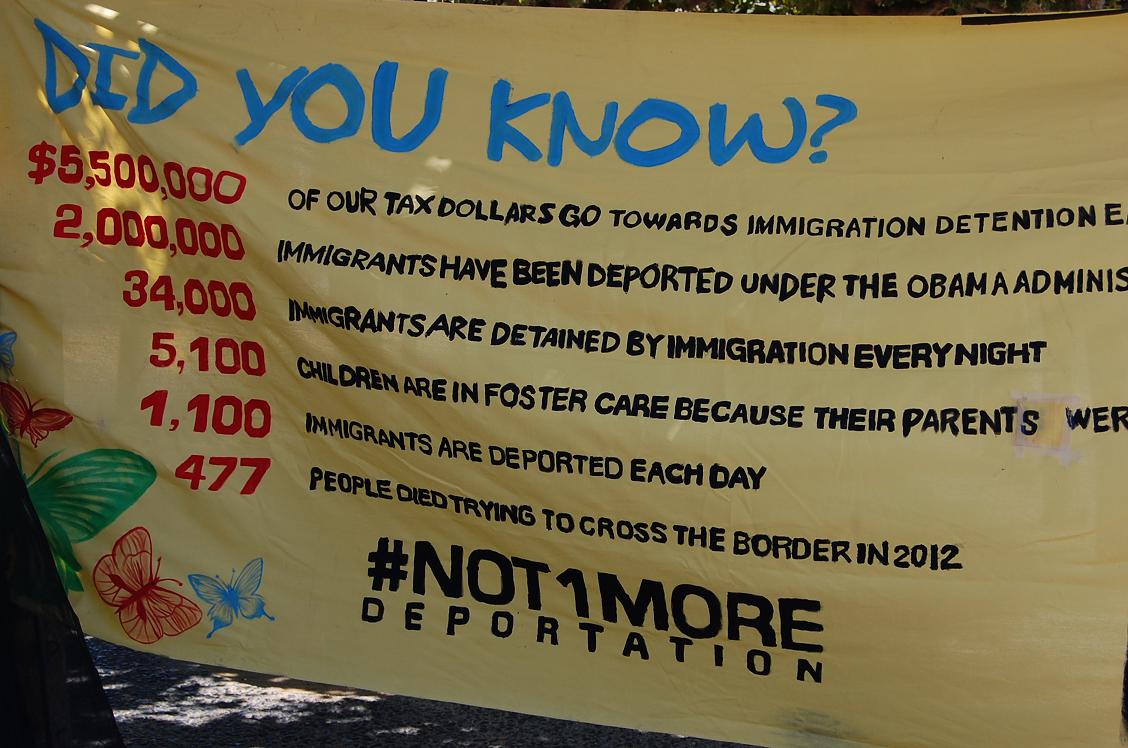 DID YOU KNOW?
$5,500,000 OF OUR TAX DOLLARS GO TOWARDS IMMIGRATION DETENTION
2,000,000 IMMIGRANTS HAVE BEEN DEPORTED UNDER THE OBAMA ADMINIS
34,000 IMMIGRANTS ARE DETAINED BY IMMIGRATION EVERY NIGHT
5,100 CHILDREN ARE IN FOSTER CARE BECAUSE THEIR PARENTS WER
1,100 IMMIGRANTS ARE DEPORTED EACH DAY
477 PEOPLE DIED TRYING TO CROSS THE BORDER IN 2012
#NOT1MORE
DEPORTATION